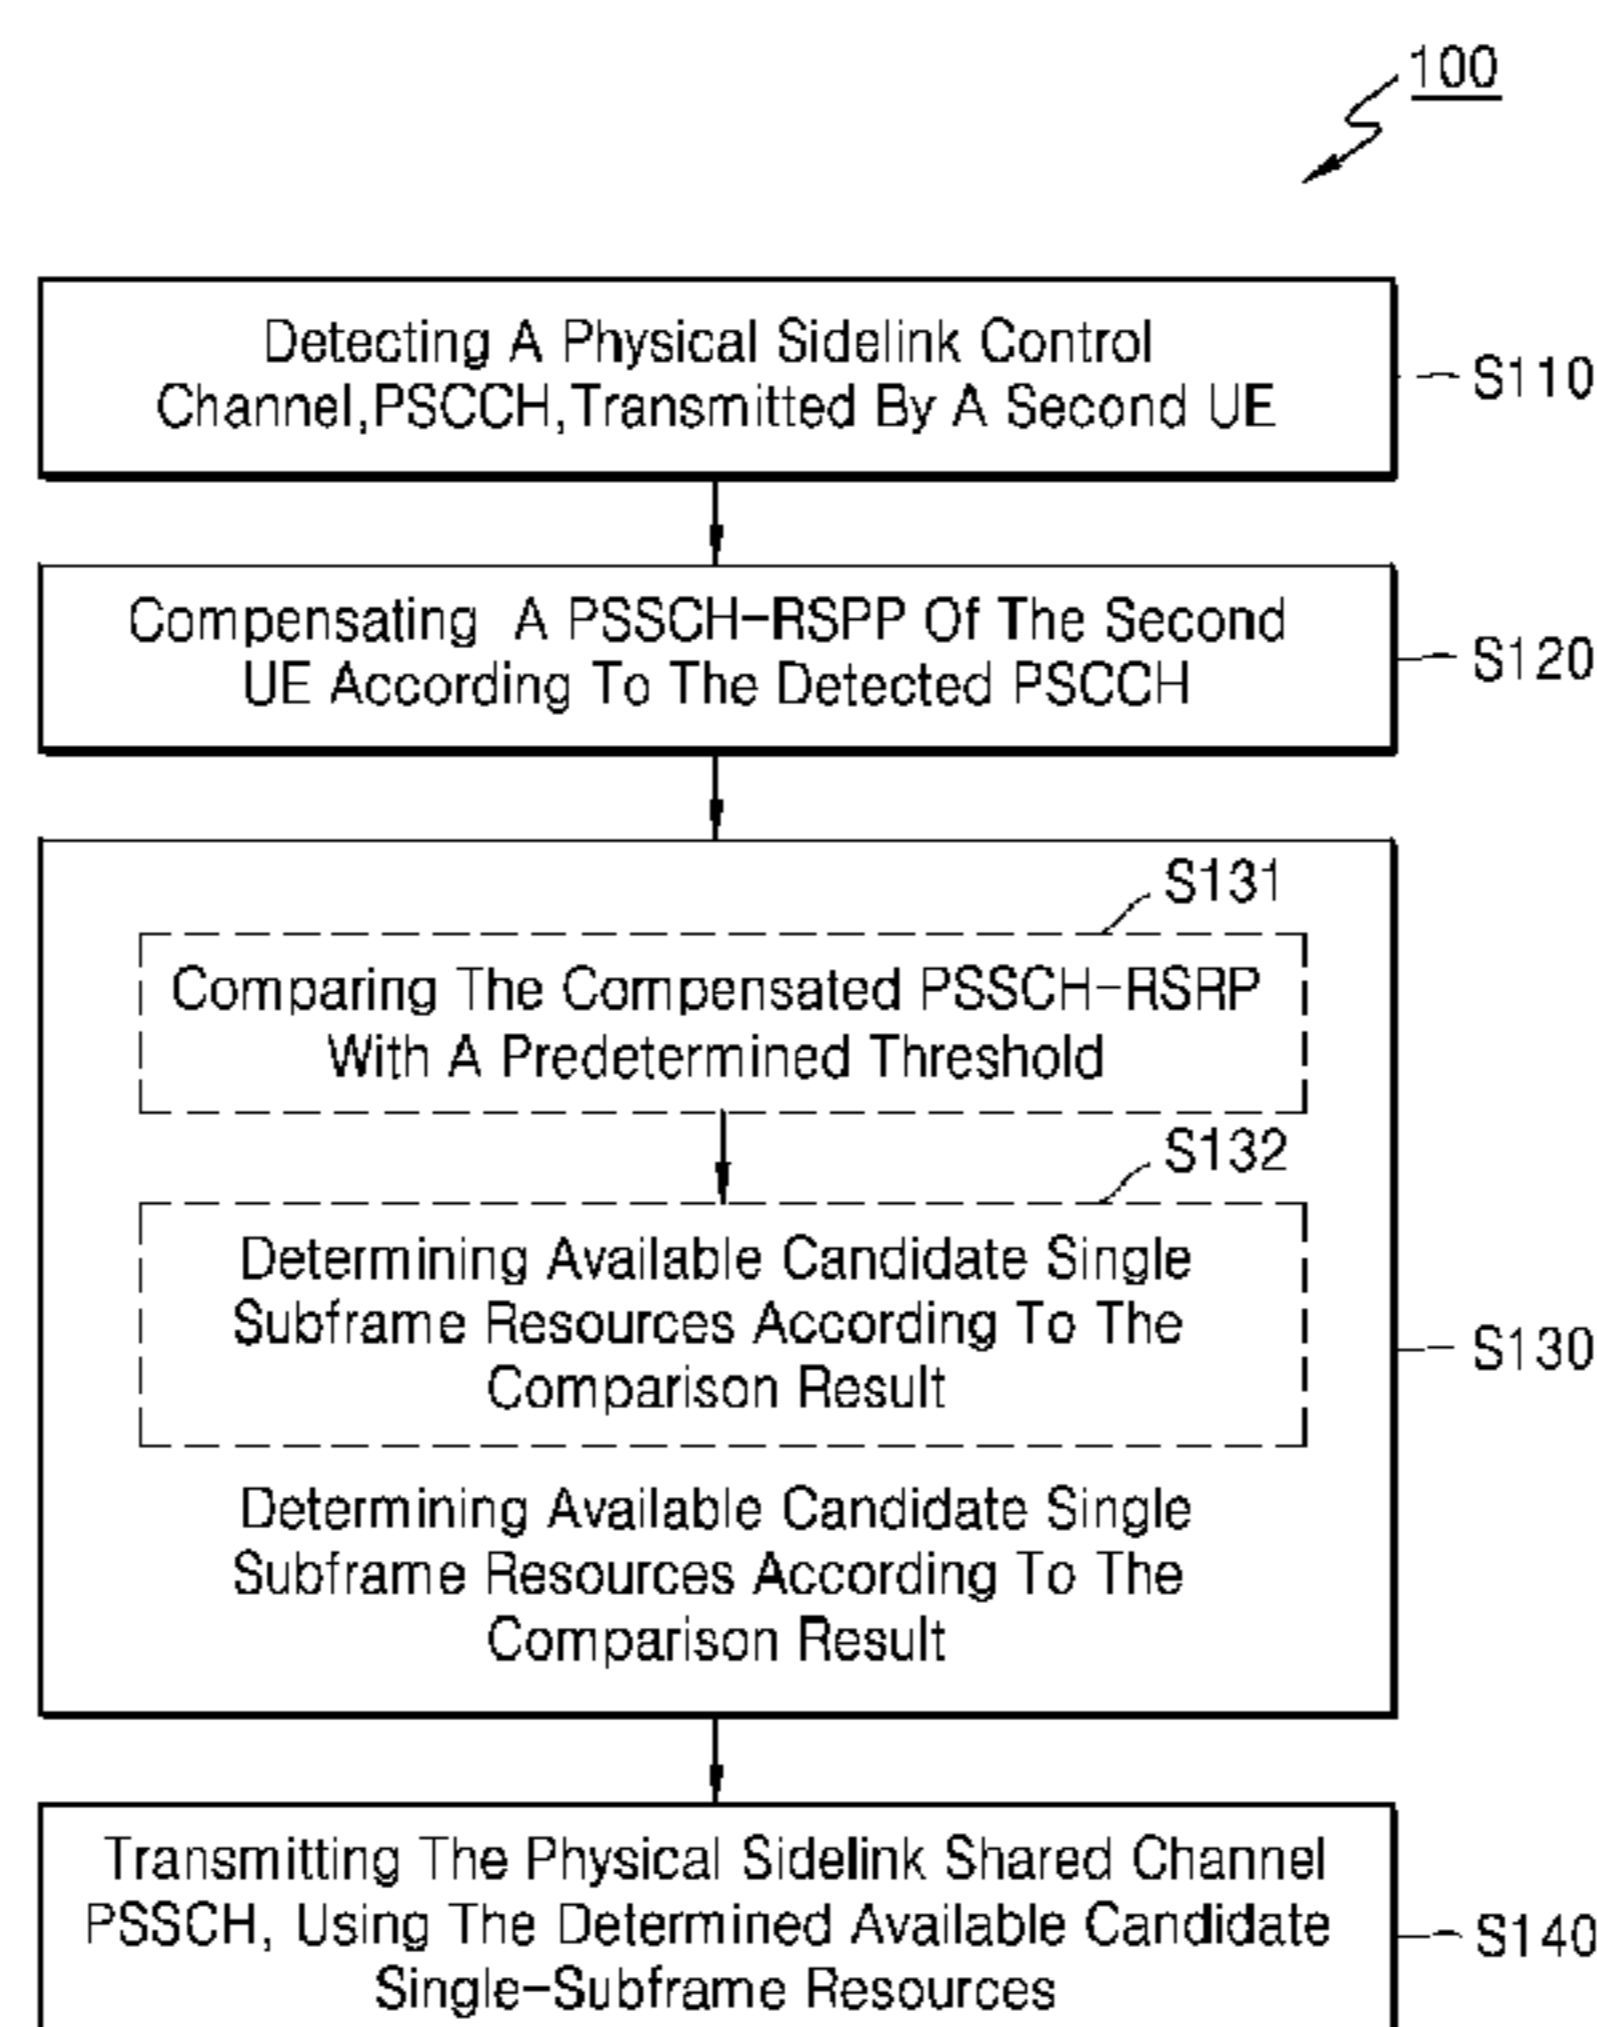 100
Detecting A Physical Sidelink Control
Channel,PSCCH,Transmitted By A Second UE
S110
Compensating A PSSCH-RSPP Of The Second
UE According To The Detected PSCCH
S120
S131
Comparing The Compensated PSSCH-RSRP
With A Predetermined Threshold
S132
Determining Available Candidate Single
Subframe Resources According To The
Comparison Result
S130
Determining Available Candidate Single
Subframe Resources According To The
Comparison Result
Transmitting The Physical Sidelink Shared Channel
PSSCH, Using The Determined Available Candidate
Single-Subframe Resources
S140